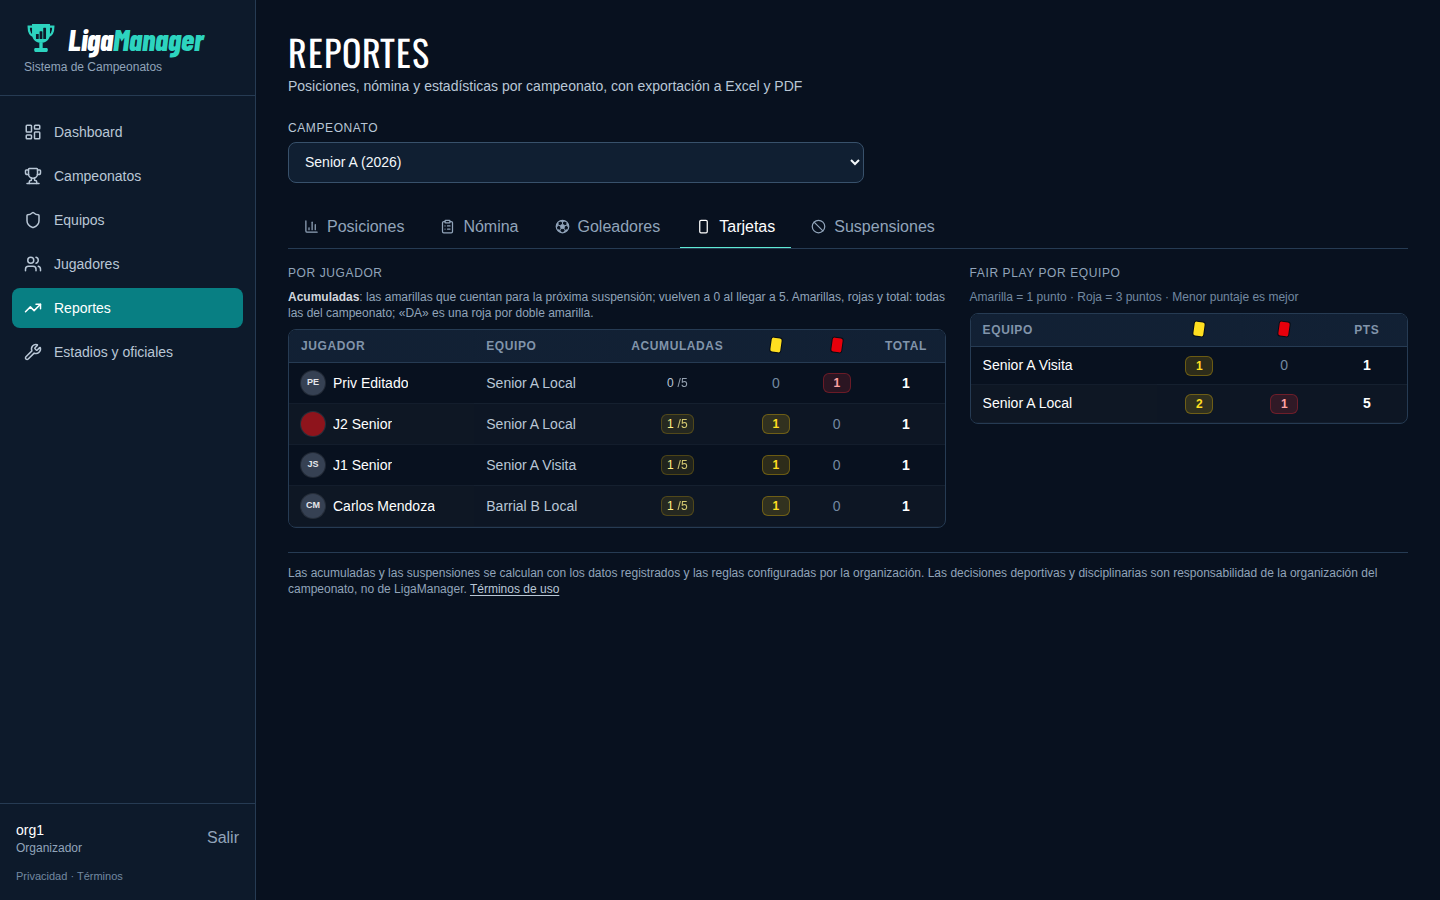 LigaManager
Sistema de Campeonatos
Dashboard
Campeonatos
Equipos
Jugadores
Reportes
Estadios y oficiales
org1
Organizador
Salir
Privacidad · Términos
REPORTES
Posiciones, nómina y estadísticas por campeonato, con exportación a Excel y PDF
CAMPEONATO
Senior A (2026)
Posiciones Nómina Goleadores Tarjetas Suspensiones
POR JUGADOR
Acumuladas: las amarillas que cuentan para la próxima suspensión; vuelven a 0 al llegar a 5. Amarillas, rojas y total: todas
las del campeonato; «DA» es una roja por doble amarilla.
JUGADOR EQUIPO ACUMULADAS TOTAL
PE Priv Editado Senior A Local 0 /5 0 1 1
J2 Senior Senior A Local 1 /5 1 0 1
JS J1 Senior Senior A Visita 1 /5 1 0 1
CM Carlos Mendoza Barrial B Local 1 /5 1 0 1
FAIR PLAY POR EQUIPO
Amarilla = 1 punto · Roja = 3 puntos · Menor puntaje es mejor
EQUIPO PTS
Senior A Visita 1 0 1
Senior A Local 2 1 5
Las acumuladas y las suspensiones se calculan con los datos registrados y las reglas configuradas por la organización. Las decisiones deportivas y disciplinarias son responsabilidad de la organización del
campeonato, no de LigaManager. Términos de uso